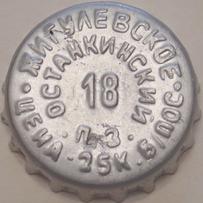 ЖИГУЛЕВСКОЕ
ОСТАНКИНСКИЙ
18
П-З
ЦЕНА 25К. Б/ПОС